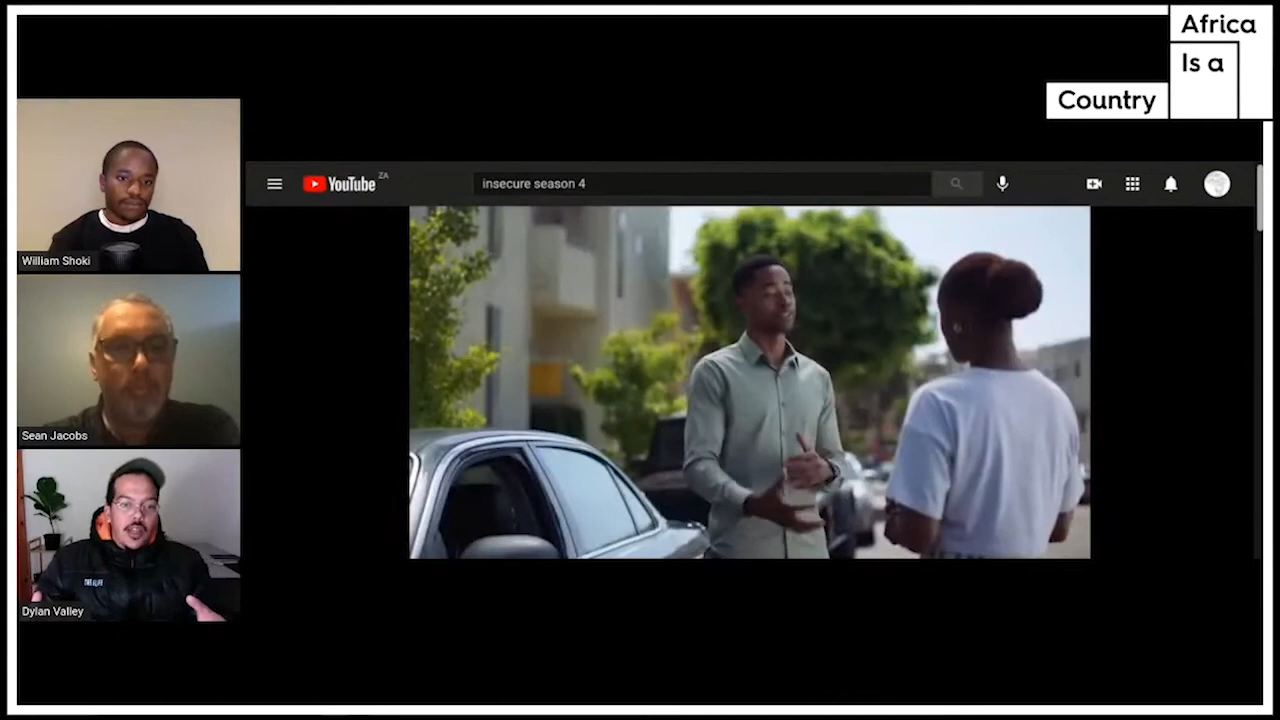 Africa
Is a
Country
YouTube ZA
insecure season 4
William Shoki
Sean Jacobs
Dylan Valley